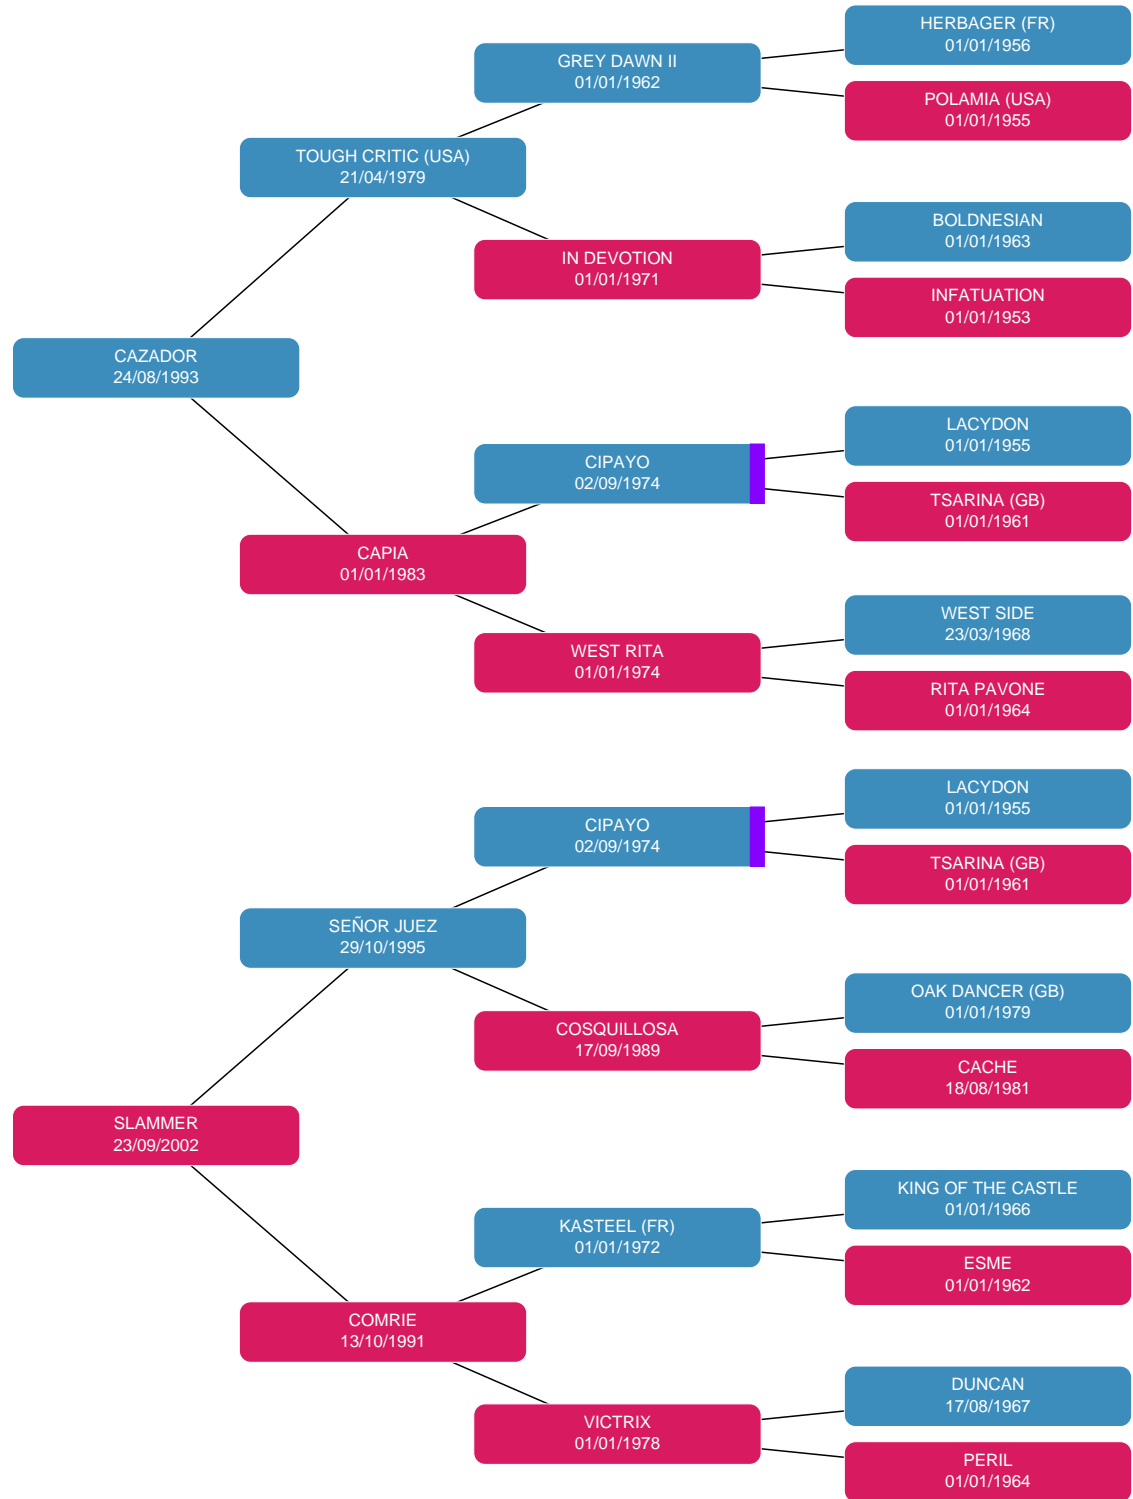 HERBAGER (FR)
01/01/1956
GREY DAWN II
01/01/1962
POLAMIA (USA)
01/01/1955
TOUGH CRITIC (USA)
21/04/1979
BOLDNESIAN
01/01/1963
IN DEVOTION
01/01/1971
INFATUATION
01/01/1953
CAZADOR
24/08/1993
LACYDON
01/01/1955
CIPAYO
02/09/1974
TSARINA (GB)
01/01/1961
CAPIA
01/01/1983
WEST SIDE
23/03/1968
WEST RITA
01/01/1974
RITA PAVONE
01/01/1964
LACYDON
01/01/1955
CIPAYO
02/09/1974
TSARINA (GB)
01/01/1961
SEÑOR JUEZ
29/10/1995
OAK DANCER (GB)
01/01/1979
COSQUILLOSA
17/09/1989
CACHE
18/08/1981
SLAMMER
23/09/2002
KING OF THE CASTLE
01/01/1966
KASTEEL (FR)
01/01/1972
ESME
01/01/1962
COMRIE
13/10/1991
DUNCAN
17/08/1967
VICTRIX
01/01/1978
PERIL
01/01/1964